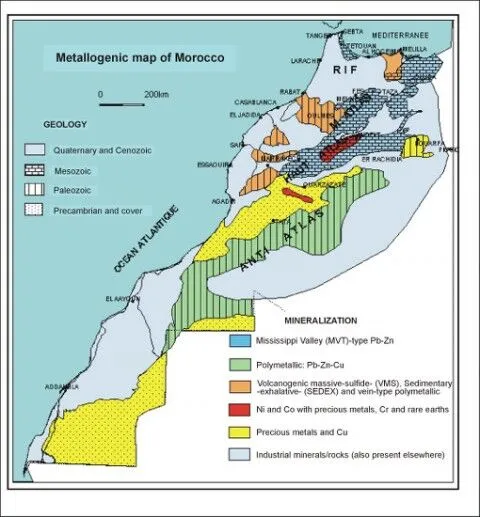 Metallogenic map of Morocco
0 200km
GEOLOGY
Quaternary and Cenozoic
Mesozoic
Paleozoic
Precambrian and cover
MEDITERRANEE
TANGER
CEBTA
TETOUAN
AL HOCEIM
MELILLA
LARACHE
RIF
RABAT
TAZA
CASABLANCA
OULMES
EL JADIDA
SAFI
ESSAOUIRA
ER RACHIDIA
BOUARFA
AGADIR
OUARZAZATE
ANTI ATLAS
OCEAN ATLANTIQUE
EL AAYOUN
MINERALIZATION
Mississippi Valley (MVT)-type Pb-Zn
Polymetallic: Pb-Zn-Cu
Volcanogenic massive-sulfide- (VMS), Sedimentary
-exhalative- (SEDEX) and vein-type polymetallic
Ni and Co with precious metals, Cr and rare earths
Precious metals and Cu
Industrial minerals/rocks (also present elsewhere)